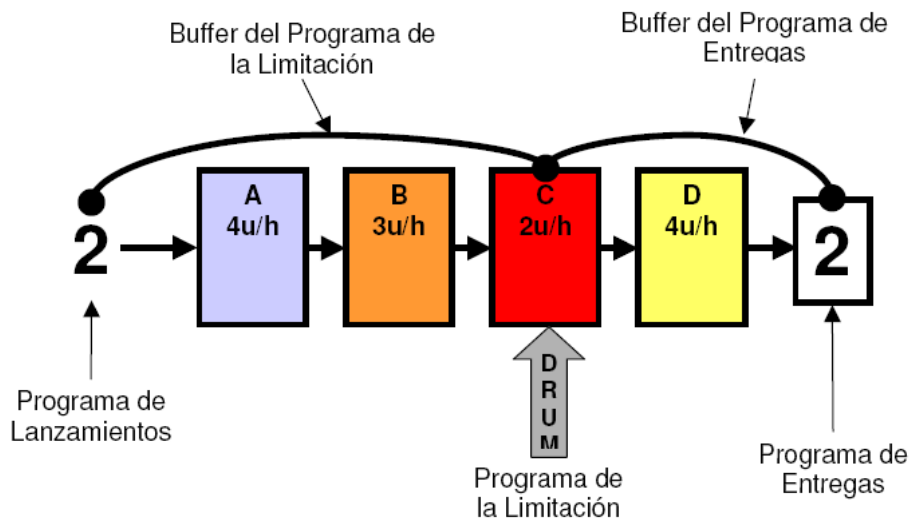 Buffer del Programa de
la Limitación
Buffer del Programa de
Entregas
2
A
4u/h
B
3u/h
C
2u/h
D
4u/h
2
Programa de
Lanzamientos
D
R
U
M
Programa de
la Limitación
Programa de
Entregas